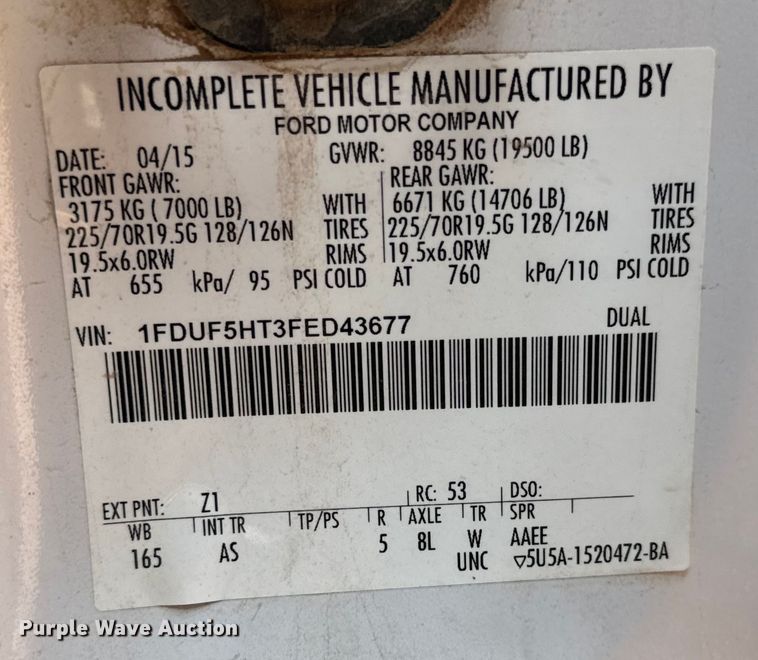 INCOMPLETE VEHICLE MANUFACTURED BY
FORD MOTOR COMPANY
DATE: 04/15 GVWR: 8845 KG (19500 LB)
FRONT GAWR: REAR GAWR:
3175 KG ( 7000 LB) WITH 6671 KG (14706 LB) WITH
225/70R19.5G 128/126N TIRES 225/70R19.5G 128/126N TIRES
19.5x6.0RW RIMS 19.5x6.0RW RIMS
AT 655 kPa/ 95 PSI COLD AT 760 kPa/110 PSI COLD
VIN: 1FDUF5HT3FED43677 DUAL
EXT PNT: Z1 RC: 53 DSO:
WB INT TR TP/PS R AXLE TR SPR
165 AS 5 8L W AAEE
UNC ▽5U5A-1520472-BA
Purple Wave Auction